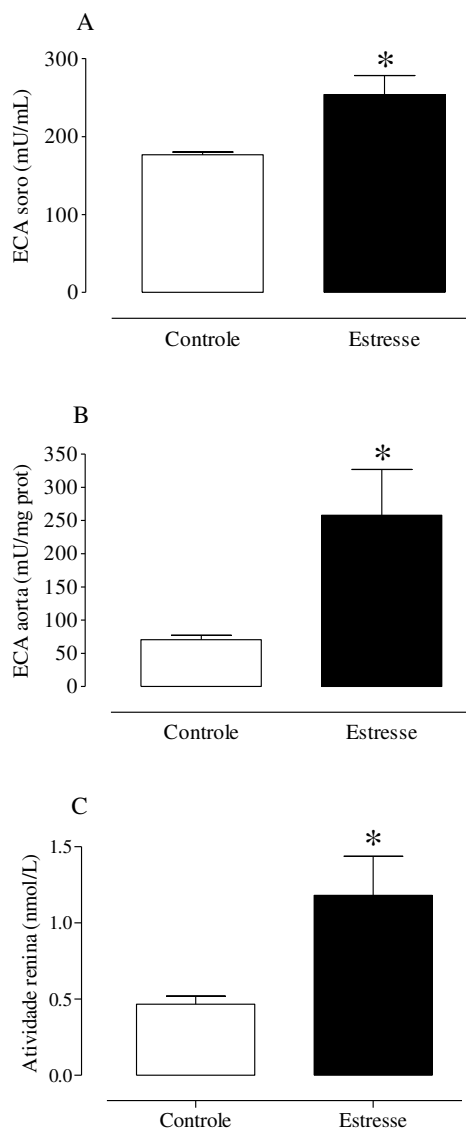 A
ECA soro (mU/mL)
300
200
100
0
*
Controle Estresse
B
ECA aorta (mU/mg prot)
350
300
250
200
150
100
50
0
*
Controle Estresse
C
Atividade renina (nmol/L)
1.5
1.0
0.5
0.0
*
Controle Estresse